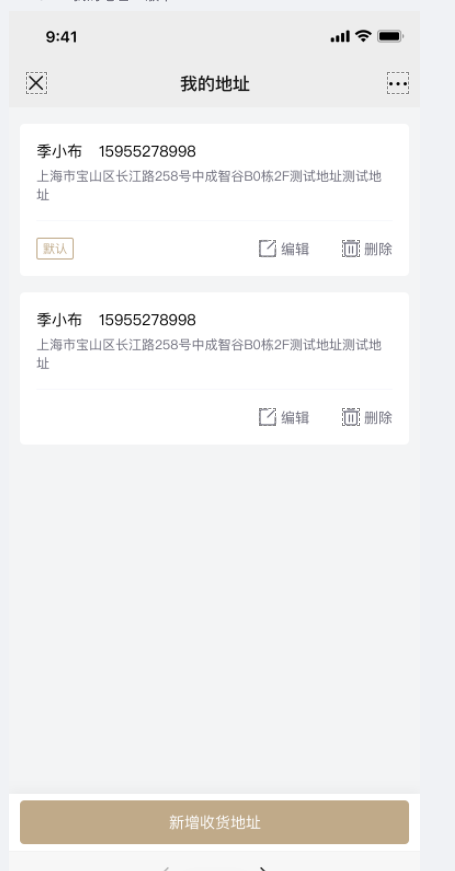 9:41
我的地址
季小布 15955278998
上海市宝山区长江路258号中成智谷B0栋2F测试地址测试地
址
默认
编辑
删除
季小布 15955278998
上海市宝山区长江路258号中成智谷B0栋2F测试地址测试地
址
编辑
删除
新增收货地址